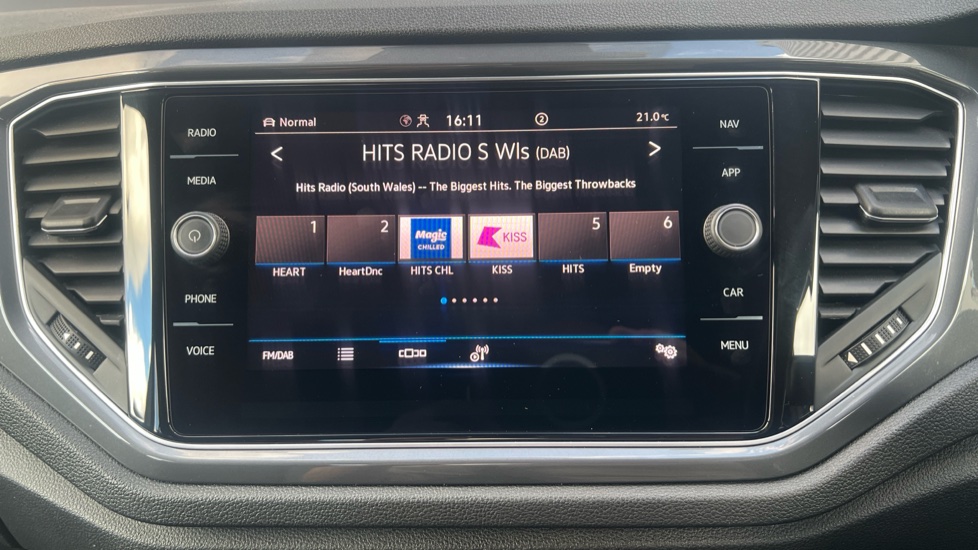 RADIO
MEDIA
PHONE
VOICE
Normal 16:11 2 21.0°C
< HITS RADIO S Wls (DAB) >
Hits Radio (South Wales) -- The Biggest Hits. The Biggest Throwbacks
1 2 Magic CHILLED KISS 5 6
HEART HeartDnc HITS CHL KISS HITS Empty
FM/DAB
NAV
APP
CAR
MENU